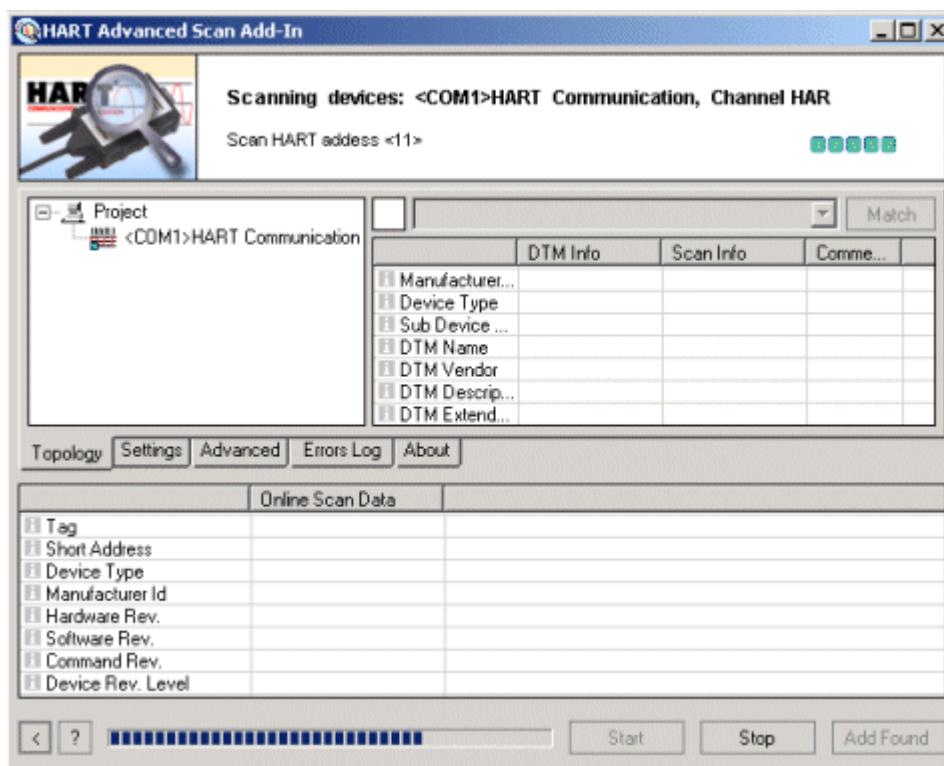 HART Advanced Scan Add-In
HART
Scanning devices: <COM1>HART Communication, Channel HAR
Scan HART addess <11>
Project
<COM1>HART Communication
Match
DTM Info Scan Info Comme...
Manufacturer...
Device Type
Sub Device ...
DTM Name
DTM Vendor
DTM Descrip...
DTM Extend...
Topology Settings Advanced Errors Log About
Online Scan Data
Tag
Short Address
Device Type
Manufacturer Id
Hardware Rev.
Software Rev.
Command Rev.
Device Rev. Level
< ? Start Stop Add Found